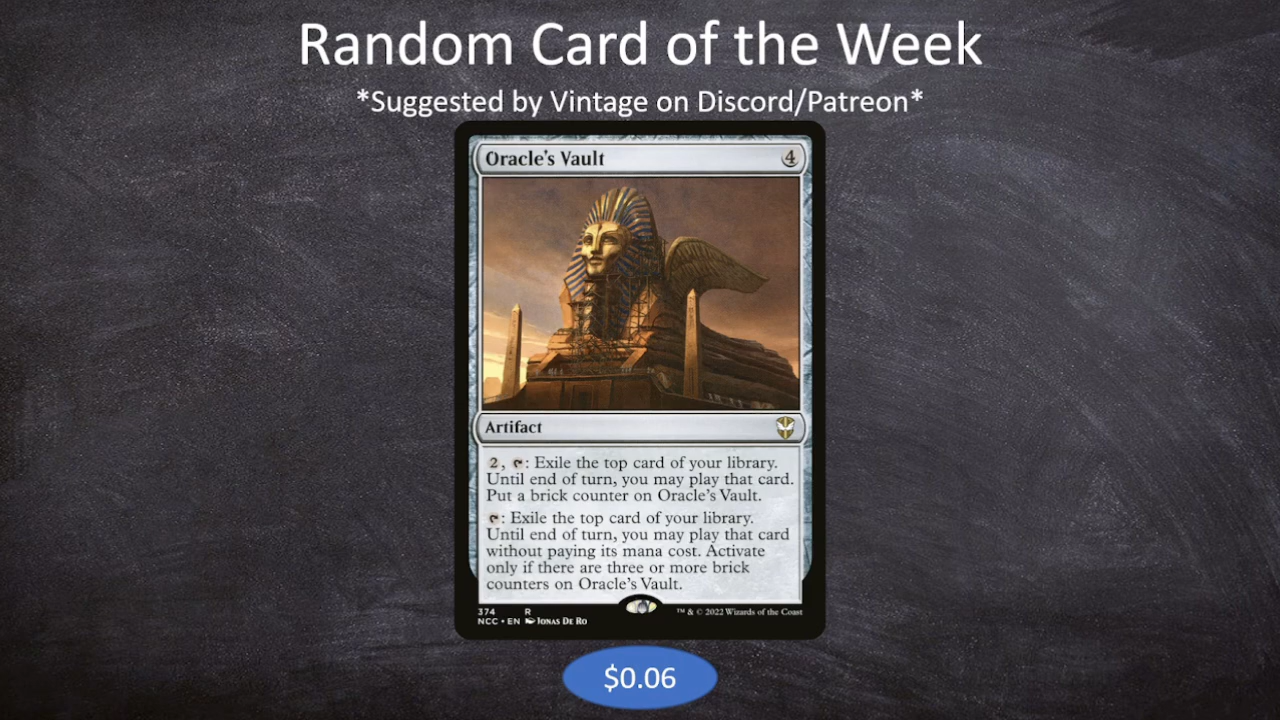 Random Card of the Week
*Suggested by Vintage on Discord/Patreon*
Oracle's Vault 4
Artifact
2, T: Exile the top card of your library.
Until end of turn, you may play that card.
Put a brick counter on Oracle's Vault.
T: Exile the top card of your library.
Until end of turn, you may play that card
without paying its mana cost. Activate
only if there are three or more brick
counters on Oracle's Vault.
374 R
NCC • EN Jonas De Ro
™ & © 2022 Wizards of the Coast
$0.06